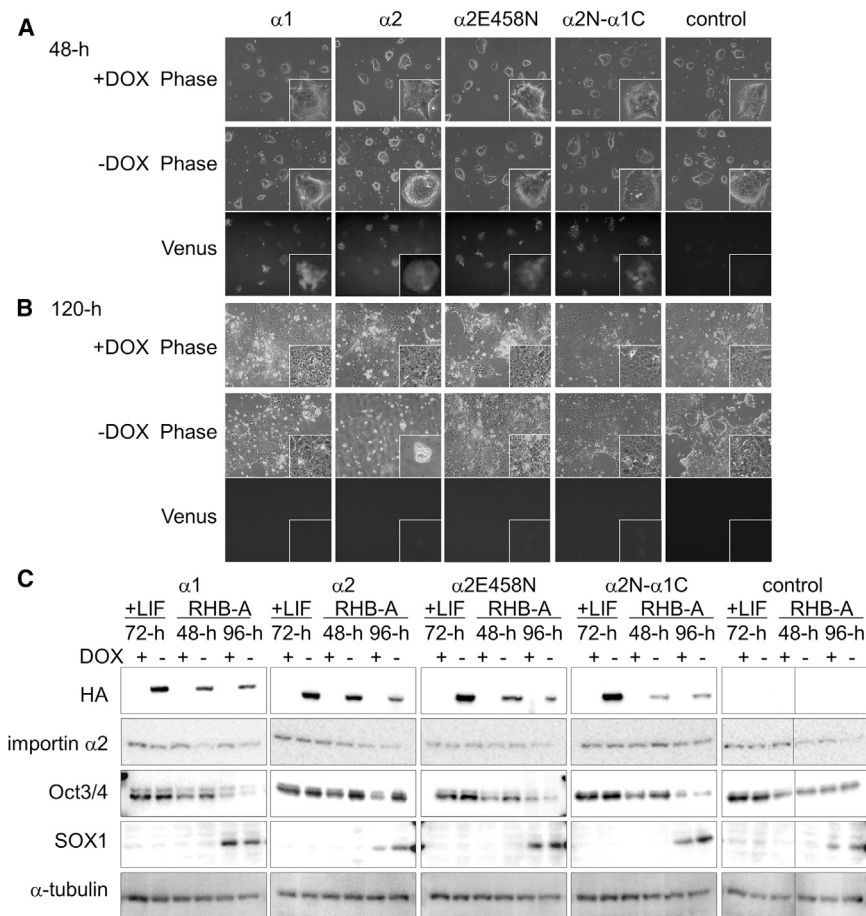 α1 α2 α2E458N α2N-α1C control
A
48-h
+DOX Phase
-DOX Phase
Venus
B
120-h
+DOX Phase
-DOX Phase
Venus
C
α1 α2 α2E458N α2N-α1C control
+LIF RHB-A +LIF RHB-A +LIF RHB-A +LIF RHB-A +LIF RHB-A
72-h 48-h 96-h 72-h 48-h 96-h 72-h 48-h 96-h 72-h 48-h 96-h 72-h 48-h 96-h
DOX + - + - + - + - + - + - + - + - + - + - + - + - + - + - + -
HA
importin α2
Oct3/4
SOX1
α-tubulin